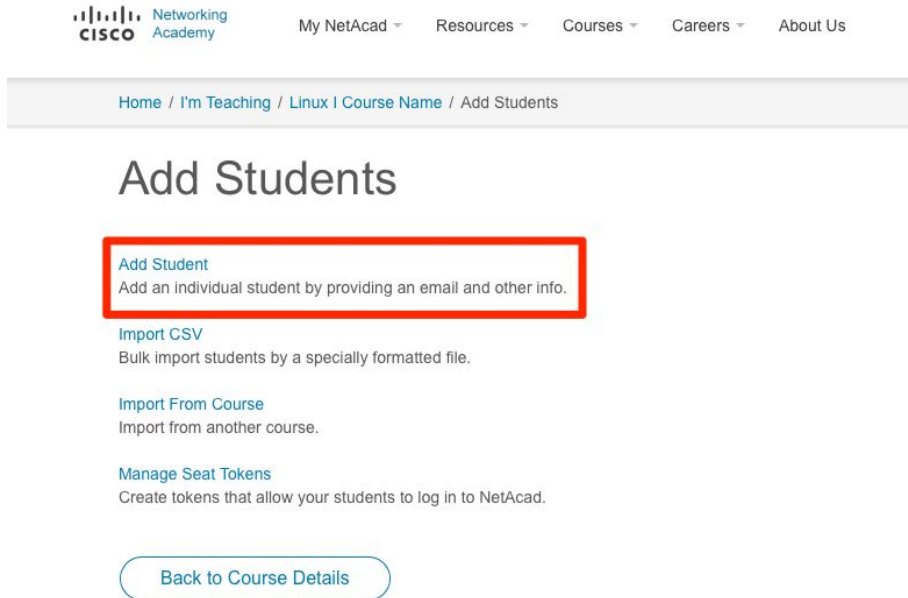 Networking
CISCO Academy
My NetAcad Resources Courses Careers About Us
Home / I'm Teaching / Linux I Course Name / Add Students
Add Students
Add Student
Add an individual student by providing an email and other info.
Import CSV
Bulk import students by a specially formatted file.
Import From Course
Import from another course.
Manage Seat Tokens
Create tokens that allow your students to log in to NetAcad.
Back to Course Details